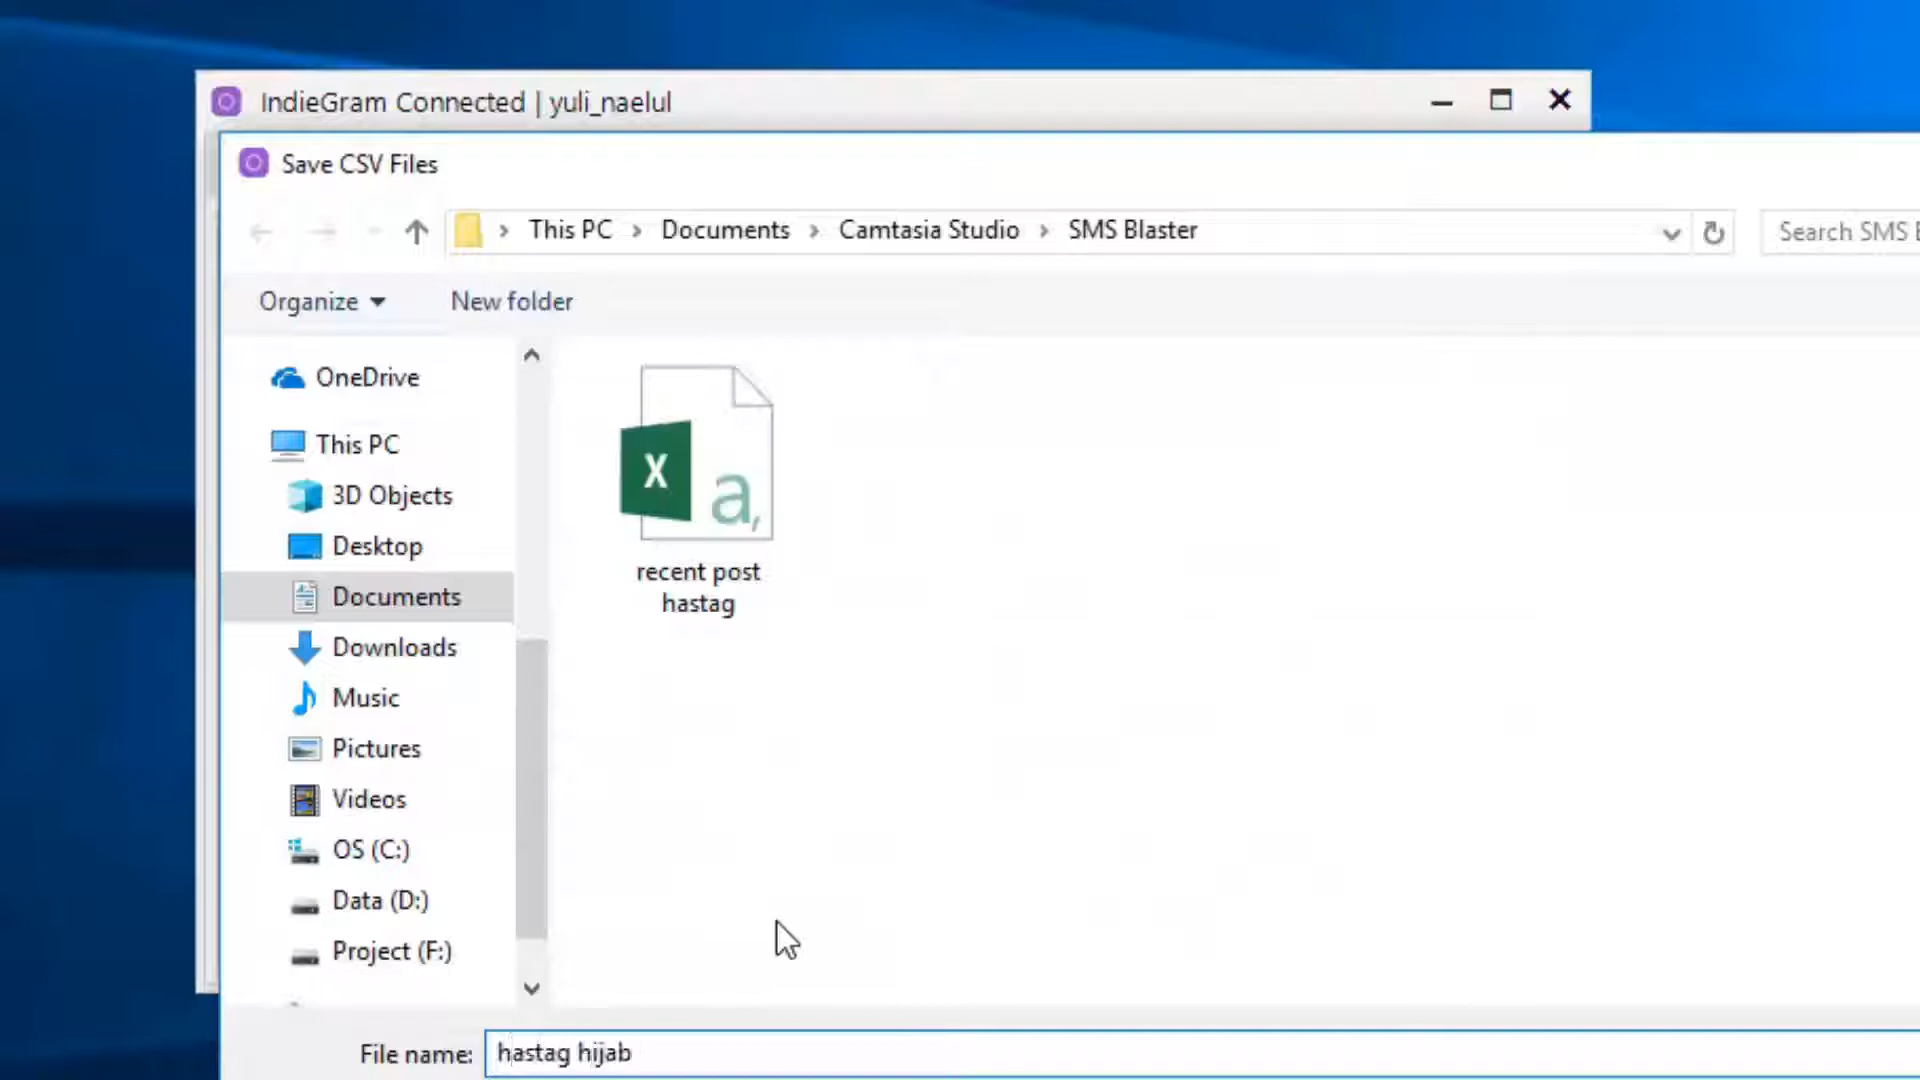 IndieGram Connected | yuli_naelul
Save CSV Files
This PC > Documents > Camtasia Studio > SMS Blaster
Search SMS
Organize
New folder
OneDrive
This PC
3D Objects
Desktop
Documents
Downloads
Music
Pictures
Videos
OS (C:)
Data (D:)
Project (F:)
X a,
recent post
hastag
File name: hastag hijab